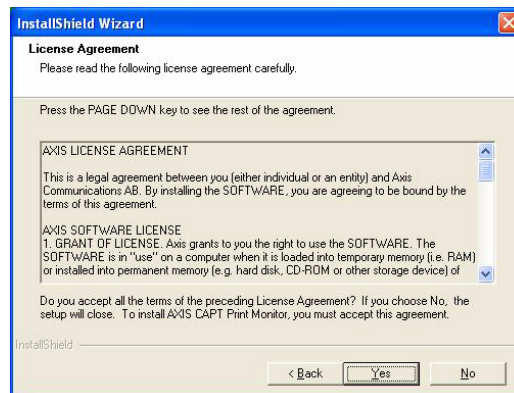 InstallShield Wizard
License Agreement
Please read the following license agreement carefully.
Press the PAGE DOWN key to see the rest of the agreement.
AXIS LICENSE AGREEMENT
This is a legal agreement between you (either individual or an entity) and Axis
Communications AB. By installing the SOFTWARE, you are agreeing to be bound by the
terms of this agreement.
AXIS SOFTWARE LICENSE
1. GRANT OF LICENSE. Axis grants to you the right to use the SOFTWARE. The
SOFTWARE is in "use" on a computer when it is loaded into temporary memory (i.e. RAM)
or installed into permanent memory (e.g. hard disk, CD-ROM or other storage device) of
Do you accept all the terms of the preceding License Agreement? If you choose No, the
setup will close. To install AXIS CAPT Print Monitor, you must accept this agreement.
InstallShield
< Back Yes No